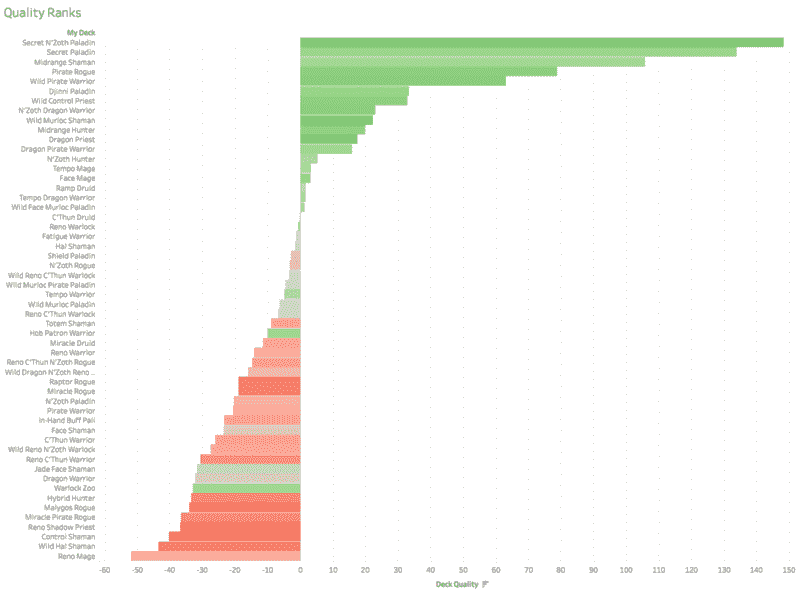 Quality Ranks
My Deck
Secret N'Zoth Paladin
Secret Paladin
Midrange Shaman
Pirate Rogue
Wild Pirate Warrior
Djinni Paladin
Wild Control Priest
N'Zoth Dragon Warrior
Wild Murloc Shaman
Midrange Hunter
Dragon Priest
Dragon Pirate Warrior
N'Zoth Hunter
Tempo Mage
Face Mage
Ramp Druid
Tempo Dragon Warrior
Wild Face Murloc Paladin
C'Thun Druid
Reno Warlock
Fatigue Warrior
Hal Shaman
Shield Paladin
N'Zoth Rogue
Wild Reno C'Thun Warlock
Wild Murloc Pirate Paladin
Tempo Warrior
Wild Murloc Paladin
Reno C'Thun Warlock
Totem Shaman
Hob Patron Warrior
Miracle Druid
Reno Warrior
Reno C'Thun N'Zoth Rogue
Wild Dragon N'Zoth Reno ..
Raptor Rogue
Miracle Rogue
N'Zoth Paladin
Pirate Warrior
In-Hand Buff Pali
Face Shaman
C'Thun Warrior
Wild Reno N'Zoth Warlock
Reno C'Thun Warrior
Jade Face Shaman
Dragon Warrior
Warlock Zoo
Hybrid Hunter
Malygos Rogue
Miracle Pirate Rogue
Reno Shadow Priest
Control Shaman
Wild Hal Shaman
Reno Mage
-60 -50 -40 -30 -20 -10 0 10 20 30 40 50 60 70 80 90 100 110 120 130 140 150
Deck Quality